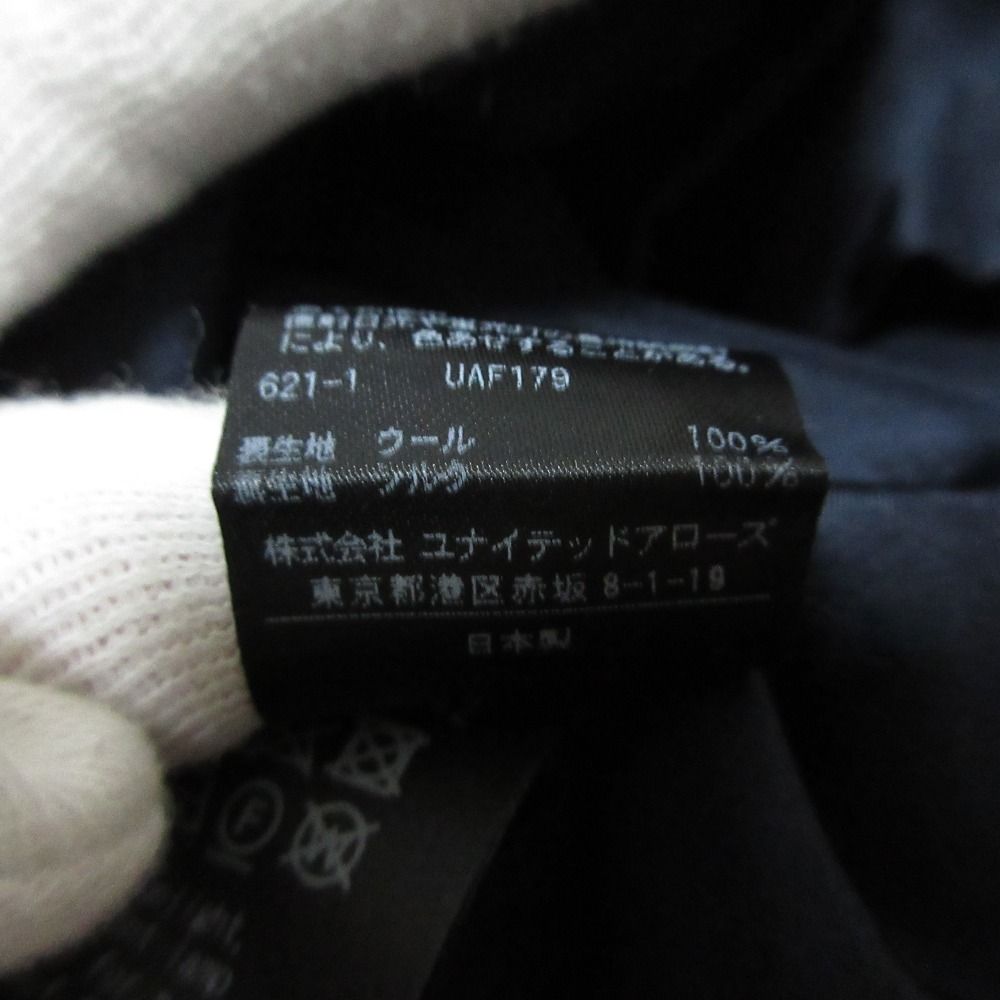 により、色あせすることがある。
621-1 UAF179
表生地 ウール 100%
裏生地 シルク 100%
株式会社 ユナイテッドアローズ
東京都港区赤坂 8-1-19
日本製